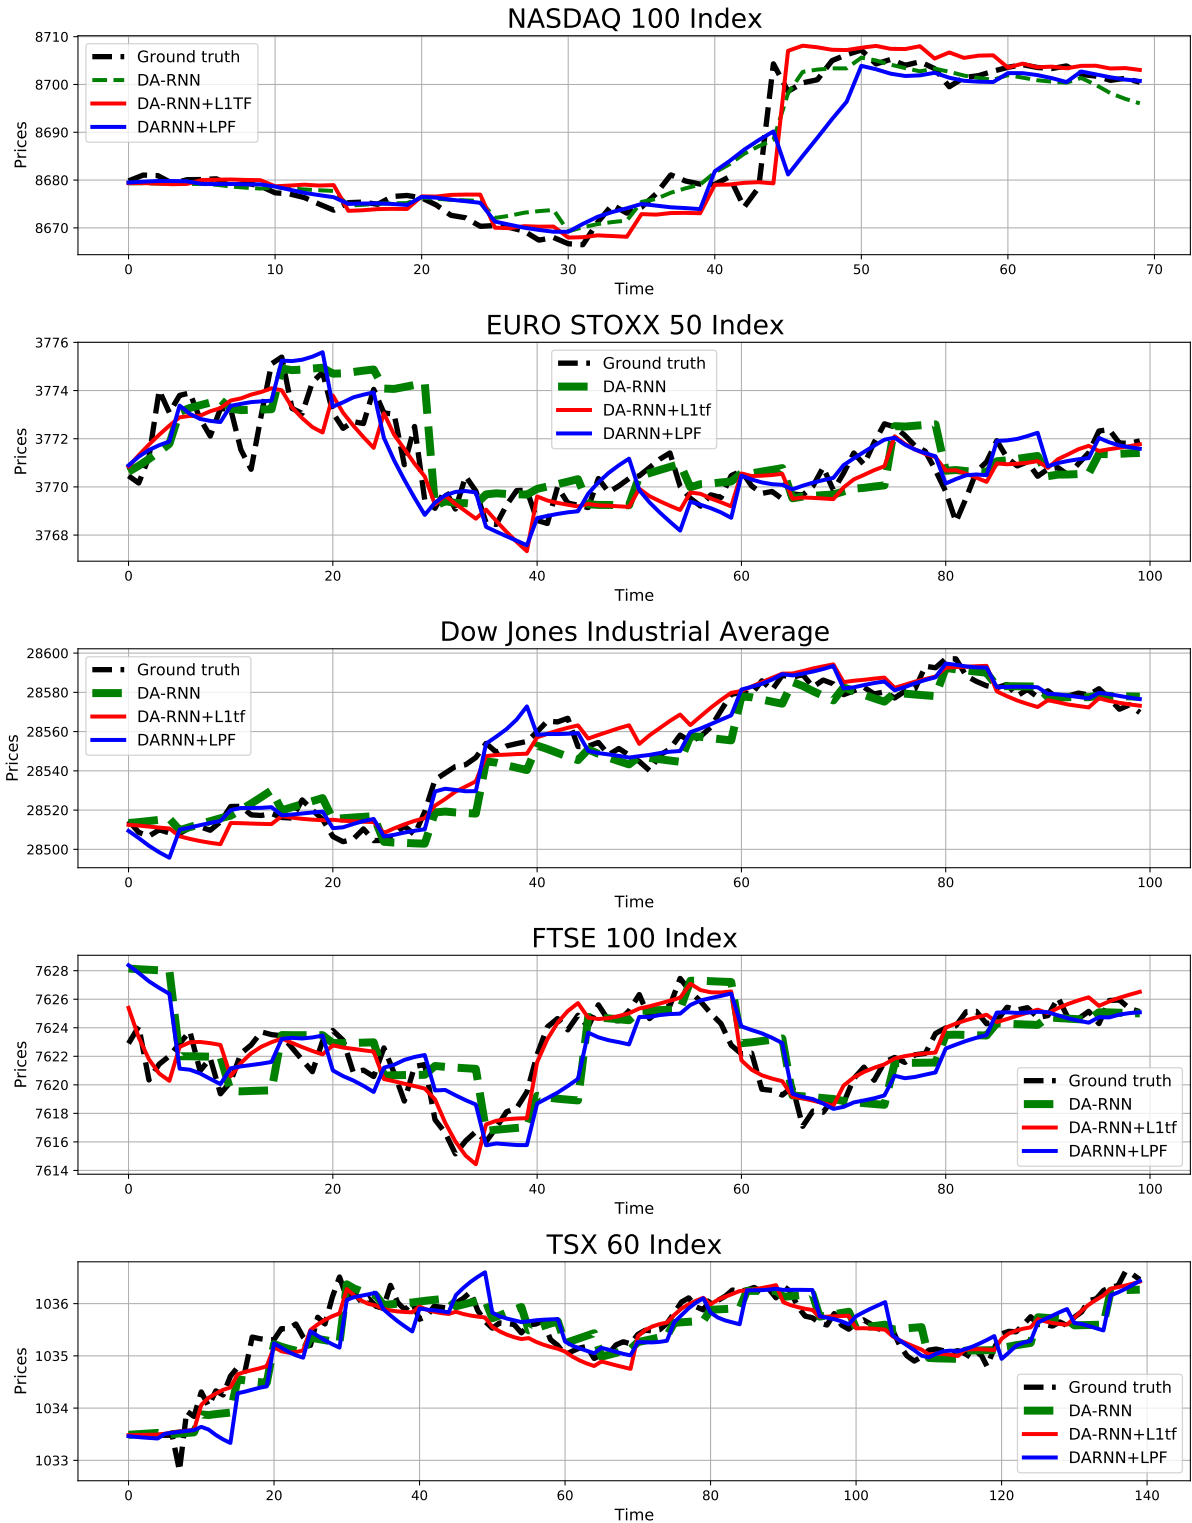 NASDAQ 100 Index
8710
8700
8690
8680
8670
Prices
Ground truth
DA-RNN
DA-RNN+L1TF
DARNN+LPF
0 10 20 30 40 50 60 70
Time
EURO STOXX 50 Index
3776
3774
3772
3770
3768
Prices
Ground truth
DA-RNN
DA-RNN+L1tf
DARNN+LPF
0 20 40 60 80 100
Time
Dow Jones Industrial Average
28600
28580
28560
28540
28520
28500
Prices
Ground truth
DA-RNN
DA-RNN+L1tf
DARNN+LPF
0 20 40 60 80 100
Time
FTSE 100 Index
7628
7626
7624
7622
7620
7618
7616
7614
Prices
Ground truth
DA-RNN
DA-RNN+L1tf
DARNN+LPF
0 20 40 60 80 100
Time
TSX 60 Index
1036
1035
1034
1033
Prices
Ground truth
DA-RNN
DA-RNN+L1tf
DARNN+LPF
0 20 40 60 80 100 120 140
Time